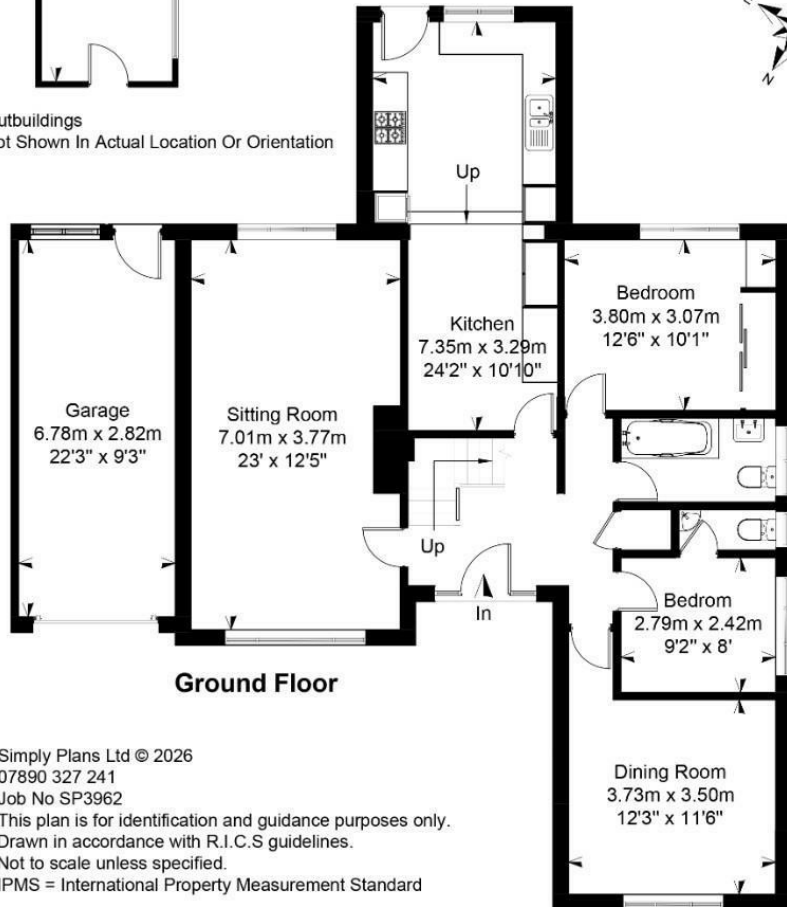 utbuildings
ot Shown In Actual Location Or Orientation
N
Up
Kitchen
7.35m x 3.29m
24'2" x 10'10"
Bedroom
3.80m x 3.07m
12'6" x 10'1"
Garage
6.78m x 2.82m
22'3" x 9'3"
Sitting Room
7.01m x 3.77m
23' x 12'5"
Up
In
Bedrom
2.79m x 2.42m
9'2" x 8'
Ground Floor
Dining Room
3.73m x 3.50m
12'3" x 11'6"
Simply Plans Ltd © 2026
07890 327 241
Job No SP3962
This plan is for identification and guidance purposes only.
Drawn in accordance with R.I.C.S guidelines.
Not to scale unless specified.
IPMS = International Property Measurement Standard